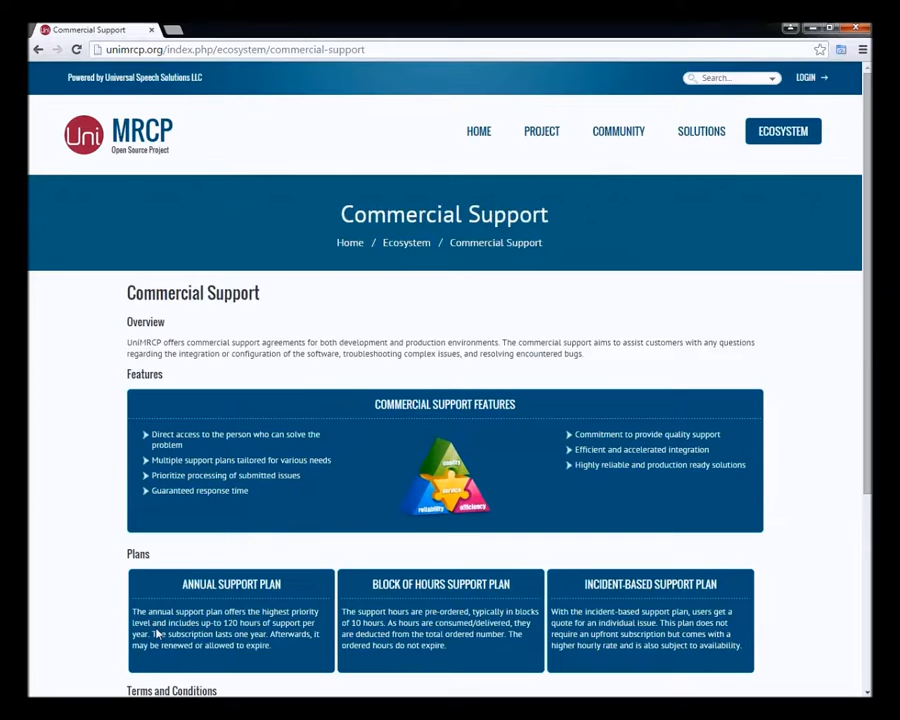 Commercial Support
unimrcp.org/index.php/ecosystem/commercial-support
Powered by Universal Speech Solutions LLC
Search...
LOGIN
Uni MRCP
Open Source Project
HOME
PROJECT
COMMUNITY
SOLUTIONS
ECOSYSTEM
Commercial Support
Home / Ecosystem / Commercial Support
Commercial Support
Overview
UniMRCP offers commercial support agreements for both development and production environments. The commercial support aims to assist customers with any questions
regarding the integration or configuration of the software, troubleshooting complex issues, and resolving encountered bugs.
Features
COMMERCIAL SUPPORT FEATURES
Direct access to the person who can solve the
problem
Multiple support plans tailored for various needs
Prioritize processing of submitted issues
Guaranteed response time
quality
service
reliability
efficiency
Commitment to provide quality support
Efficient and accelerated integration
Highly reliable and production ready solutions
Plans
ANNUAL SUPPORT PLAN
The annual support plan offers the highest priority
level and includes up-to 120 hours of support per
year. The subscription lasts one year. Afterwards, it
may be renewed or allowed to expire.
BLOCK OF HOURS SUPPORT PLAN
The support hours are pre-ordered, typically in blocks
of 10 hours. As hours are consumed/delivered, they
are deducted from the total ordered number. The
ordered hours do not expire.
INCIDENT-BASED SUPPORT PLAN
With the incident-based support plan, users get a
quote for an individual issue. This plan does not
require an upfront subscription but comes with a
higher hourly rate and is also subject to availability.
Terms and Conditions